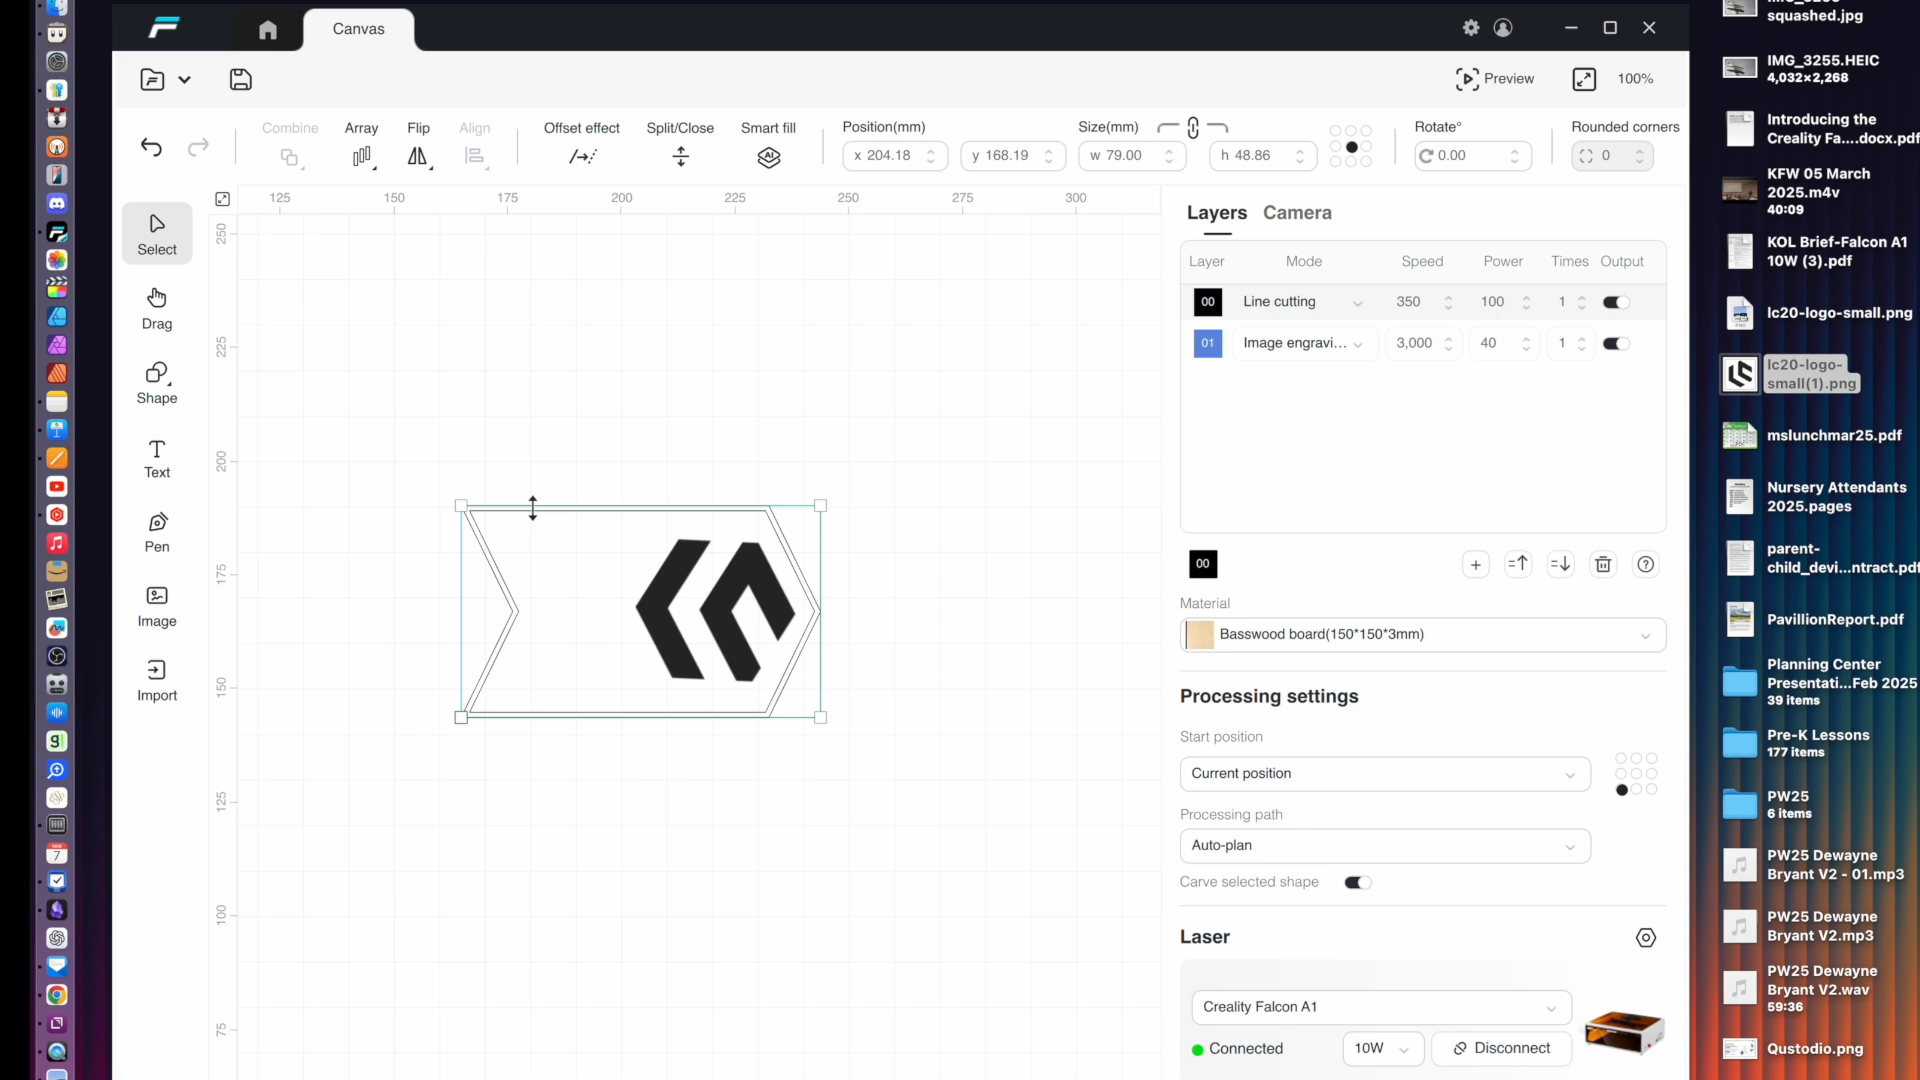 Canvas
Preview
100%
Combine
Array
Flip
Align
Offset effect
Split/Close
Smart fill
Position(mm)
x 204.18
y 168.19
Size(mm)
w 79.00
h 48.86
Rotate°
0.00
Rounded corners
0
125
150
175
200
225
250
275
300
250
225
200
175
150
125
100
75
Select
Drag
Shape
Text
Pen
Image
Import
Layers
Camera
Layer
Mode
Speed
Power
Times
Output
00
Line cutting
350
100
1
01
Image engravi...
3,000
40
1
00
Material
Basswood board(150*150*3mm)
Processing settings
Start position
Current position
Processing path
Auto-plan
Carve selected shape
Laser
Creality Falcon A1
Connected
10W
Disconnect
squashed.jpg
IMG_3255.HEIC
4,032×2,268
Introducing the
Creality Fa....docx.pdf
KFW 05 March
2025.m4v
40:09
KOL Brief-Falcon A1
10W (3).pdf
lc20-logo-small.png
lc20-logo-
small(1).png
mslunchmar25.pdf
Nursery Attendants
2025.pages
parent-
child_devi...ntract.pdf
PavillionReport.pdf
Planning Center
Presentati...Feb 2025
39 items
Pre-K Lessons
177 items
PW25
6 items
PW25 Dewayne
Bryant V2 - 01.mp3
PW25 Dewayne
Bryant V2.mp3
PW25 Dewayne
Bryant V2.wav
59:36
Qustodio.png
7